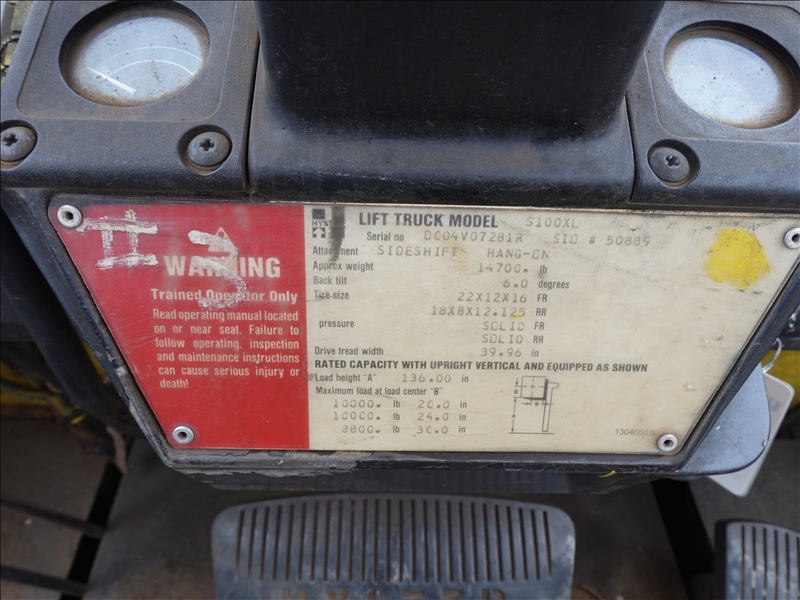 II 3
WARNING
Trained Operator Only
Read operating manual located
on or near seat. Failure to
follow operating, inspection
and maintenance instructions
can cause serious injury or
death!
LIFT TRUCK MODEL S100XL
Serial no DC04V07281R SIO # 50889
Attachment SIDESHIFT HANG-ON
Approx weight 14700. lb
Back tilt 6.0 degrees
Tire size 22X12X16 FR
18X8X12.125 RR
pressure SOLID FR
SOLID RR
Drive tread width 39.96 in
RATED CAPACITY WITH UPRIGHT VERTICAL AND EQUIPPED AS SHOWN
Load height "A" 136.00 in
Maximum load at load center "B"
10000. lb 20.0 in
10000. lb 24.0 in
8800. lb 36.0 in
HYSTER